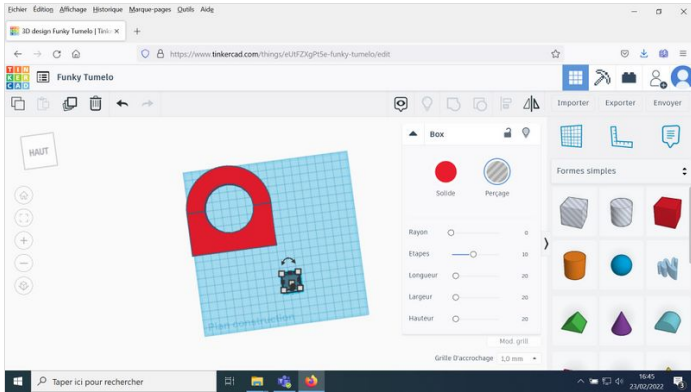 Fichier Édition Affichage Historique Marque-pages Outils Aide
3D design Funky Tumelo | Tink
https://www.tinkercad.com/things/eUtFZXgPtSe-funky-tumelo/edit
TIN
KER
CAD
Funky Tumelo
Importer Exporter Envoyer
HAUT
Box
Solide Perçage
Formes simples
Rayon 0
Etapes 10
Longueur 20
Largeur 20
Hauteur 20
Plan construction
Mod. grill
Grille D'accrochage 1,0 mm
Taper ici pour rechercher
16:45
23/02/2022